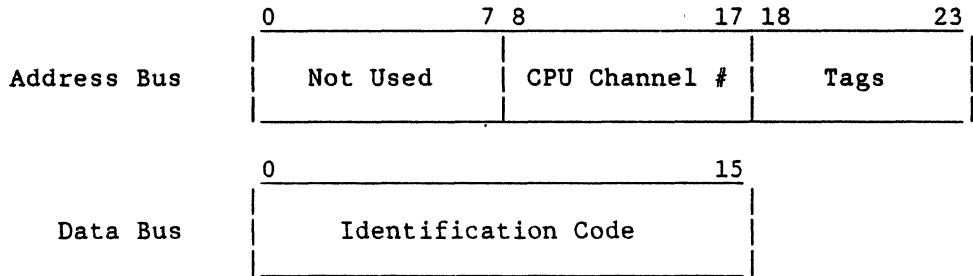 0 7 8 17 18 23
Address Bus Not Used CPU Channel # Tags
0 15
Data Bus Identification Code